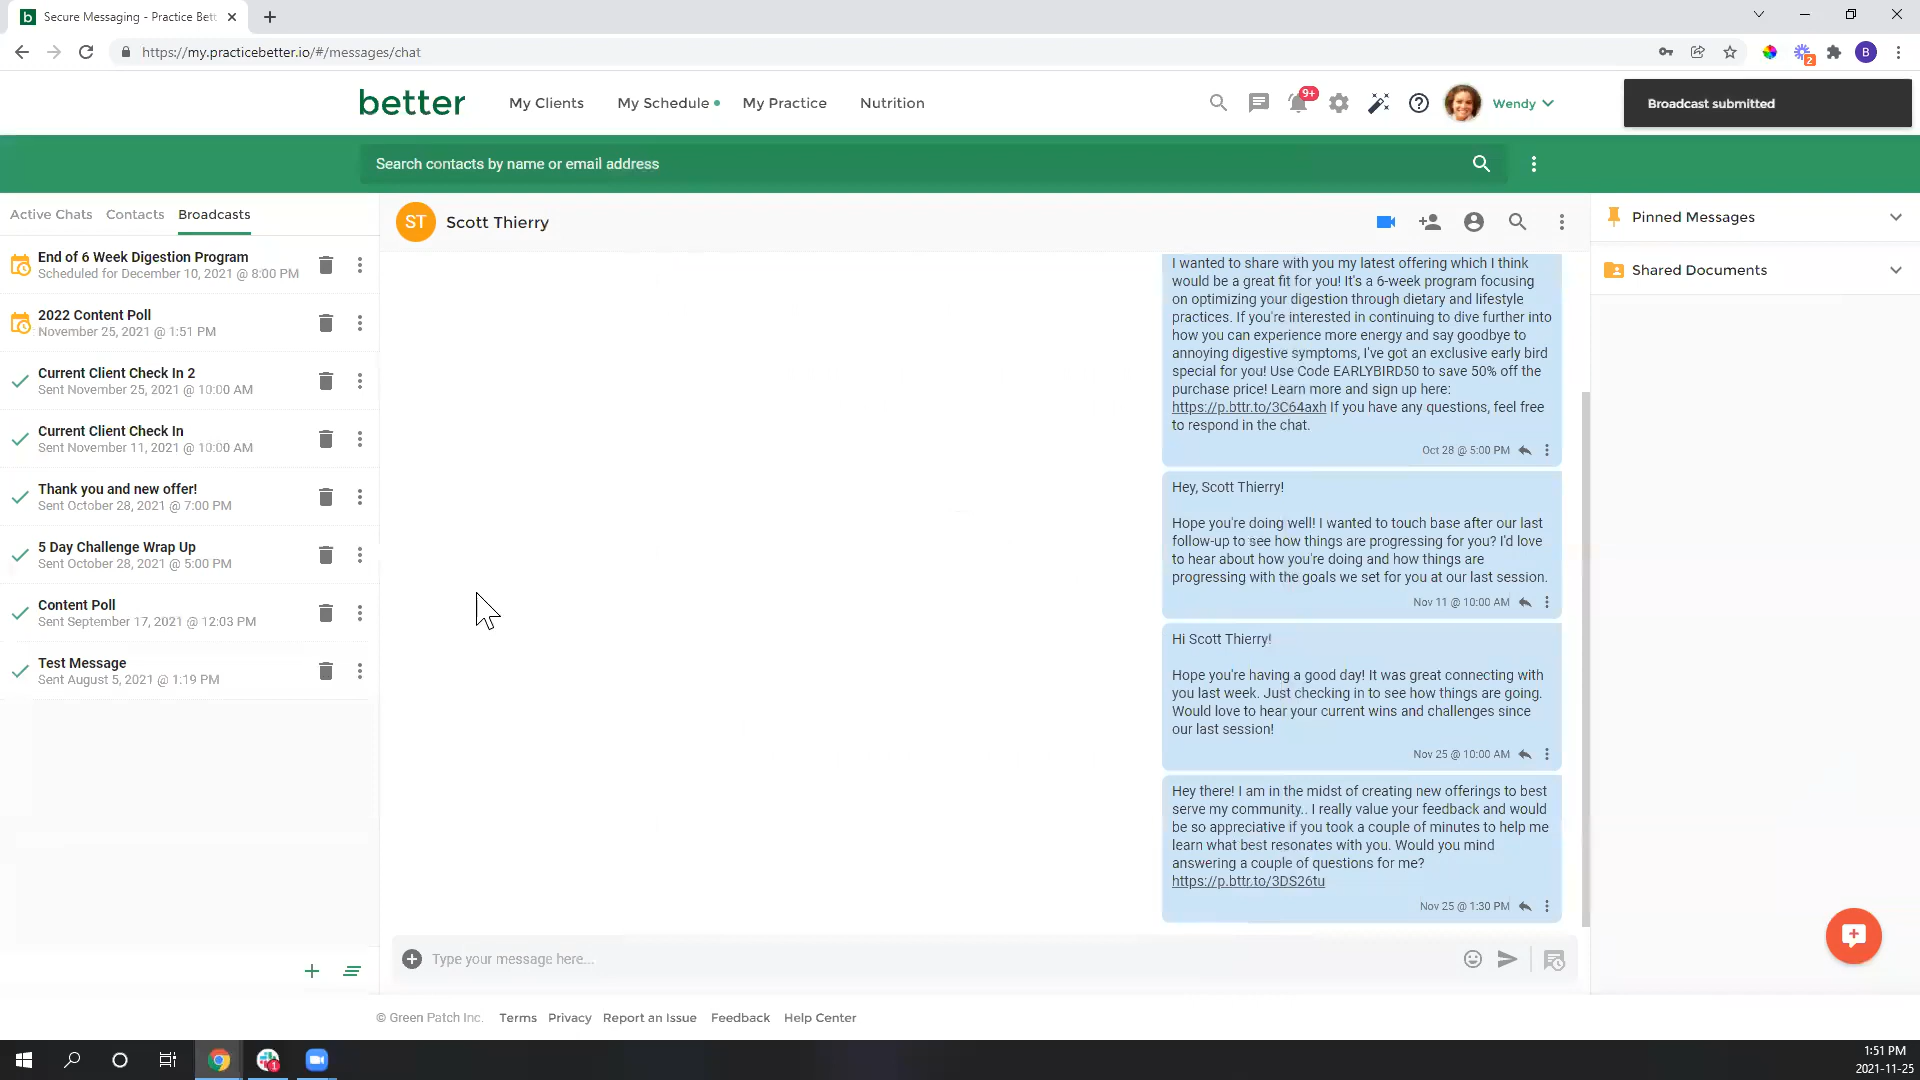 Secure Messaging - Practice Bett
https://my.practicebetter.io/#/messages/chat
2
B
better
My Clients
My Schedule
My Practice
Nutrition
9+
Wendy
Broadcast submitted
Search contacts by name or email address
Active Chats
Contacts
Broadcasts
End of 6 Week Digestion Program
Scheduled for December 10, 2021 @ 8:00 PM
2022 Content Poll
November 25, 2021 @ 1:51 PM
Current Client Check In 2
Sent November 25, 2021 @ 10:00 AM
Current Client Check In
Sent November 11, 2021 @ 10:00 AM
Thank you and new offer!
Sent October 28, 2021 @ 7:00 PM
5 Day Challenge Wrap Up
Sent October 28, 2021 @ 5:00 PM
Content Poll
Sent September 17, 2021 @ 12:03 PM
Test Message
Sent August 5, 2021 @ 1:19 PM
ST
Scott Thierry
I wanted to share with you my latest offering which I think
would be a great fit for you! It's a 6-week program focusing
on optimizing your digestion through dietary and lifestyle
practices. If you're interested in continuing to dive further into
how you can experience more energy and say goodbye to
annoying digestive symptoms, I've got an exclusive early bird
special for you! Use Code EARLYBIRD50 to save 50% off the
purchase price! Learn more and sign up here:
https://p.bttr.to/3C64axh If you have any questions, feel free
to respond in the chat.
Oct 28 @ 5:00 PM
Hey, Scott Thierry!
Hope you're doing well! I wanted to touch base after our last
follow-up to see how things are progressing for you? I'd love
to hear about how you're doing and how things are
progressing with the goals we set for you at our last session.
Nov 11 @ 10:00 AM
Hi Scott Thierry!
Hope you're having a good day! It was great connecting with
you last week. Just checking in to see how things are going.
Would love to hear your current wins and challenges since
our last session!
Nov 25 @ 10:00 AM
Hey there! I am in the midst of creating new offerings to best
serve my community.. I really value your feedback and would
be so appreciative if you took a couple of minutes to help me
learn what best resonates with you. Would you mind
answering a couple of questions for me?
https://p.bttr.to/3DS26tu
Nov 25 @ 1:30 PM
Type your message here...
Pinned Messages
Shared Documents
© Green Patch Inc.
Terms
Privacy
Report an Issue
Feedback
Help Center
1
1:51 PM
2021-11-25